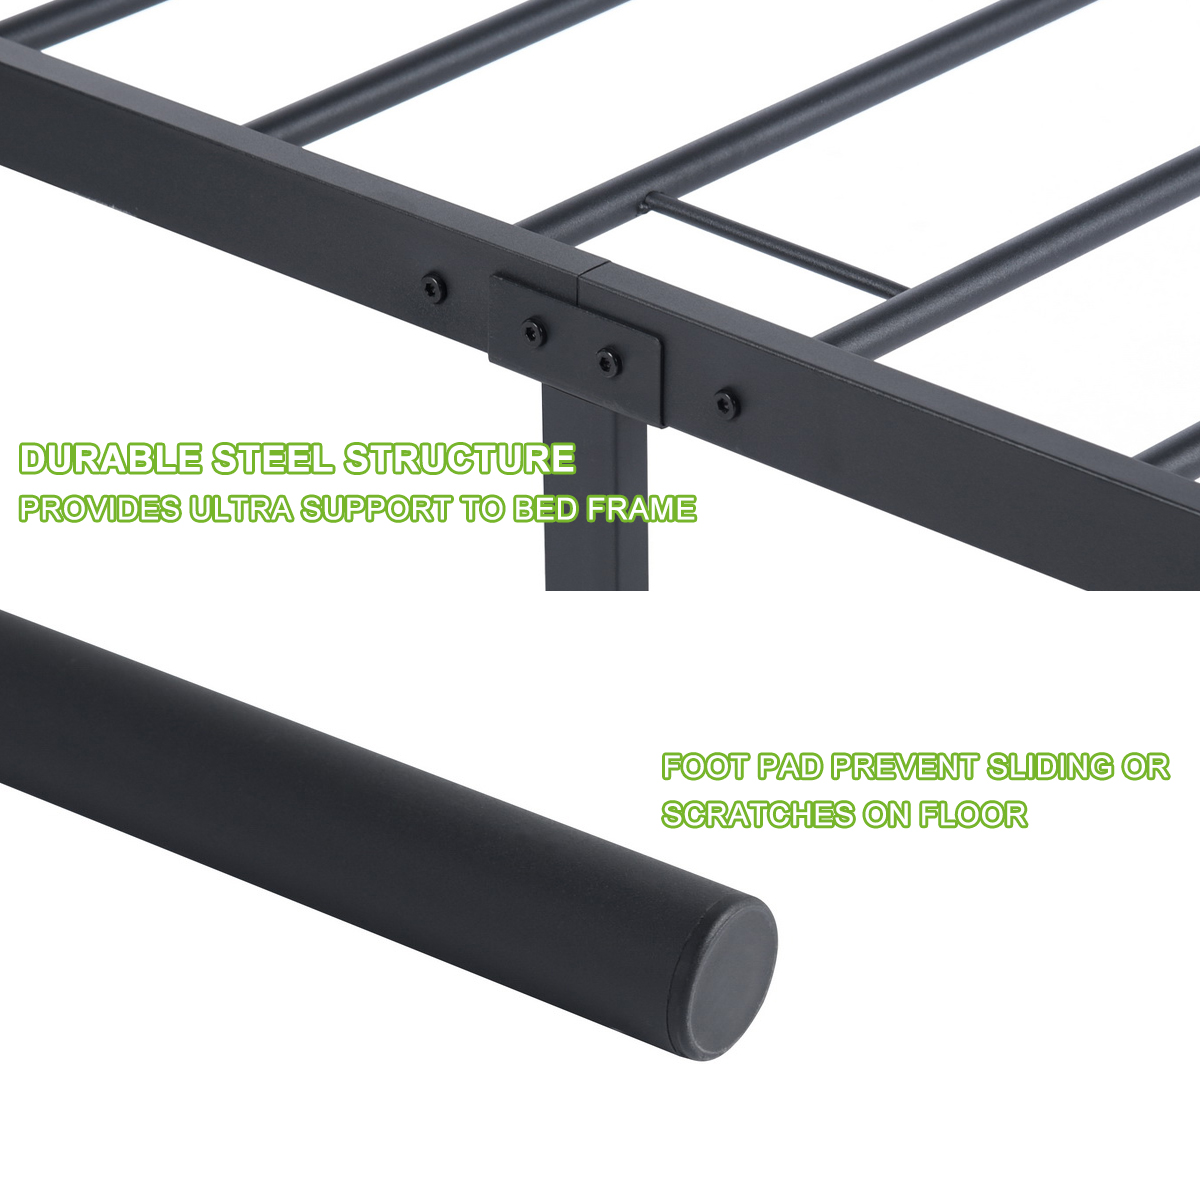 DURABLE STEEL STRUCTURE
PROVIDES ULTRA SUPPORT TO BED FRAME
FOOT PAD PREVENT SLIDING OR
SCRATCHES ON FLOOR